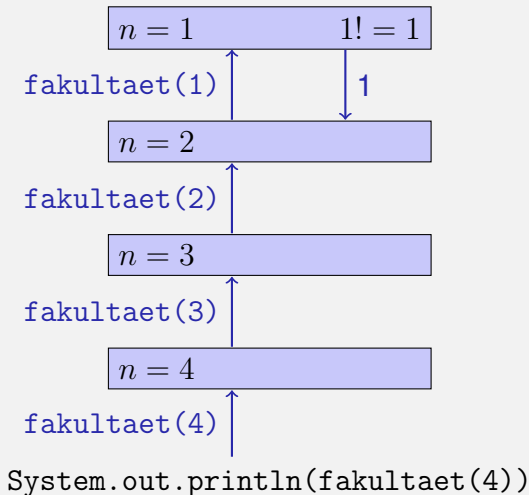 n = 1 1! = 1
fakultaet(1) 1
n = 2
fakultaet(2)
n = 3
fakultaet(3)
n = 4
fakultaet(4)
System.out.println(fakultaet(4))